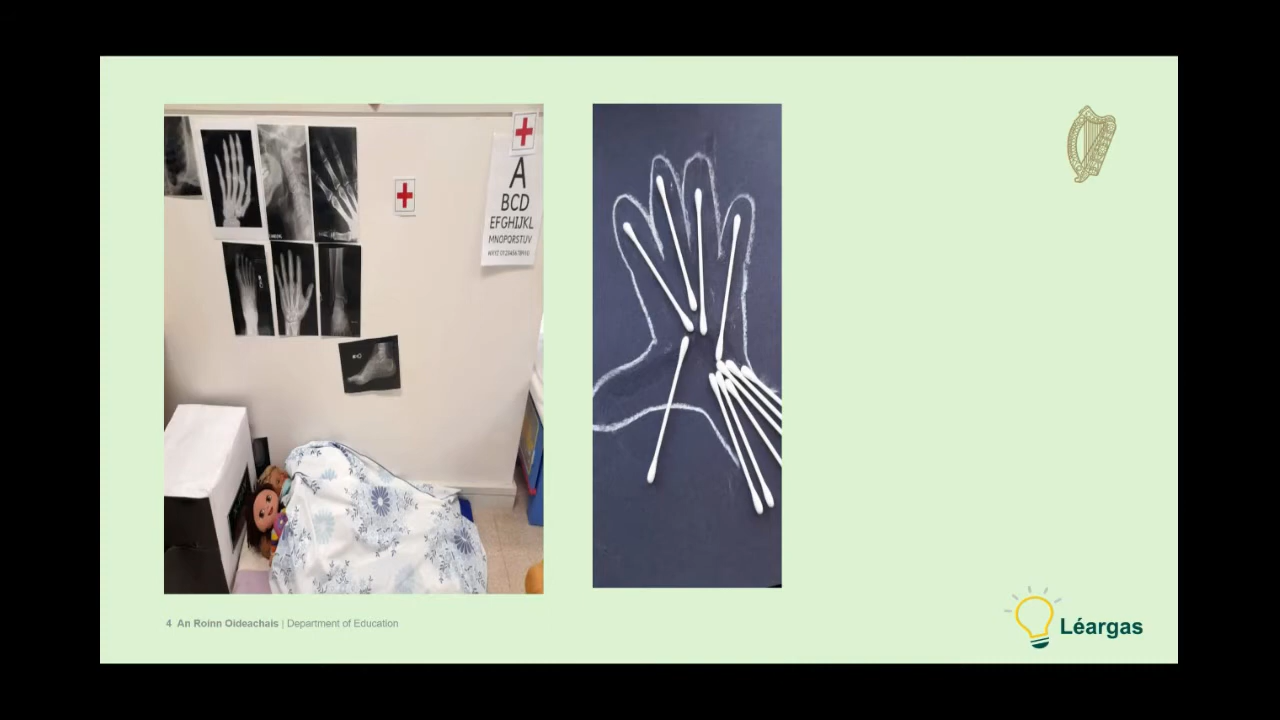 A
BCD
EFGHIJKL
MNOPQRSTUV
4 An Roinn Oideachais | Department of Education
Léargas